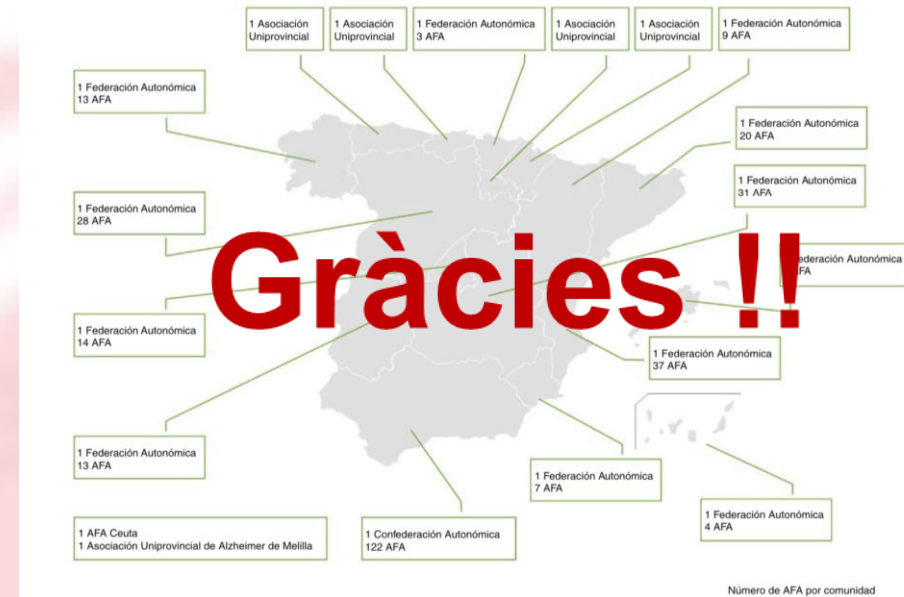 1 Asociación
Uniprovincial
1 Asociación
Uniprovincial
1 Federación Autonómica
3 AFA
1 Asociación
Uniprovincial
1 Asociación
Uniprovincial
1 Federación Autonómica
9 AFA
1 Federación Autonómica
13 AFA
1 Federación Autonómica
20 AFA
1 Federación Autonómica
31 AFA
1 Federación Autonómica
28 AFA
Gràcies !!
Federación Autonómica
AFA
1 Federación Autonómica
14 AFA
1 Federación Autonómica
37 AFA
1 Federación Autonómica
13 AFA
1 Federación Autonómica
7 AFA
1 Federación Autonómica
4 AFA
1 AFA Ceuta
1 Asociación Uniprovincial de Alzheimer de Melilla
1 Confederación Autonómica
122 AFA
Número de AFA por comunidad